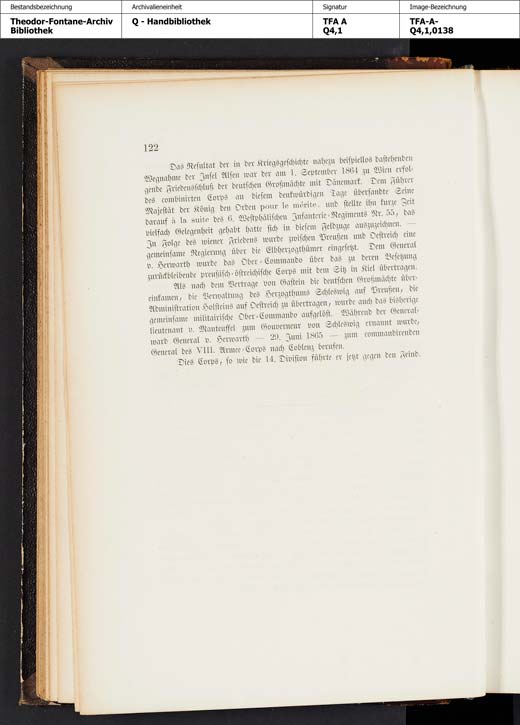 Bestandsbezeichnung Archivalieneinheit Signatur Image-Bezeichnung
Theodor-Fontane-Archiv Q - Handbibliothek TFA A TFA-A-
Bibliothek Q4,1 Q4,1,0138
122
Das Resultat der in der Kriegsgeschichte nahezu beispiellos dastehenden
Wegnahme der Insel Alsen war der am 1. September 1864 zu Wien erfol-
gende Friedensschluß der deutschen Großmächte mit Dänemark. Dem Führer
des combinirten Corps an diesem denkwürdigen Tage übersandte Seine
Majestät der König den Orden pour le mérite, und stellte ihn kurze Zeit
darauf à la suite des 6. Westphälischen Infanterie-Regiments Nr. 55, das
vielfach Gelegenheit gehabt hatte sich in diesem Feldzuge auszuzeichnen. —
In Folge des wiener Friedens wurde zwischen Preußen und Oestreich eine
gemeinsame Regierung über die Elbherzogthümer eingesetzt. Dem General
v. Herwarth wurde das Ober-Commando über das zu deren Besetzung
zurückbleibende preußisch-östreichische Corps mit dem Sitz in Kiel übertragen.
Als nach dem Vertrage von Gastein die deutschen Großmächte über-
einkamen, die Verwaltung des Herzogthums Schleswig auf Preußen, die
Administration Holsteins auf Oestreich zu übertragen, wurde auch das bisherige
gemeinsame militairische Ober-Commando aufgelöst. Während der General-
lieutenant v. Manteuffel zum Gouverneur von Schleswig ernannt wurde,
ward General v. Herwarth — 29. Juni 1865 — zum commandirenden
General des VIII. Armee-Corps nach Coblenz berufen.
Dies Corps, so wie die 14. Division führte er jetzt gegen den Feind.